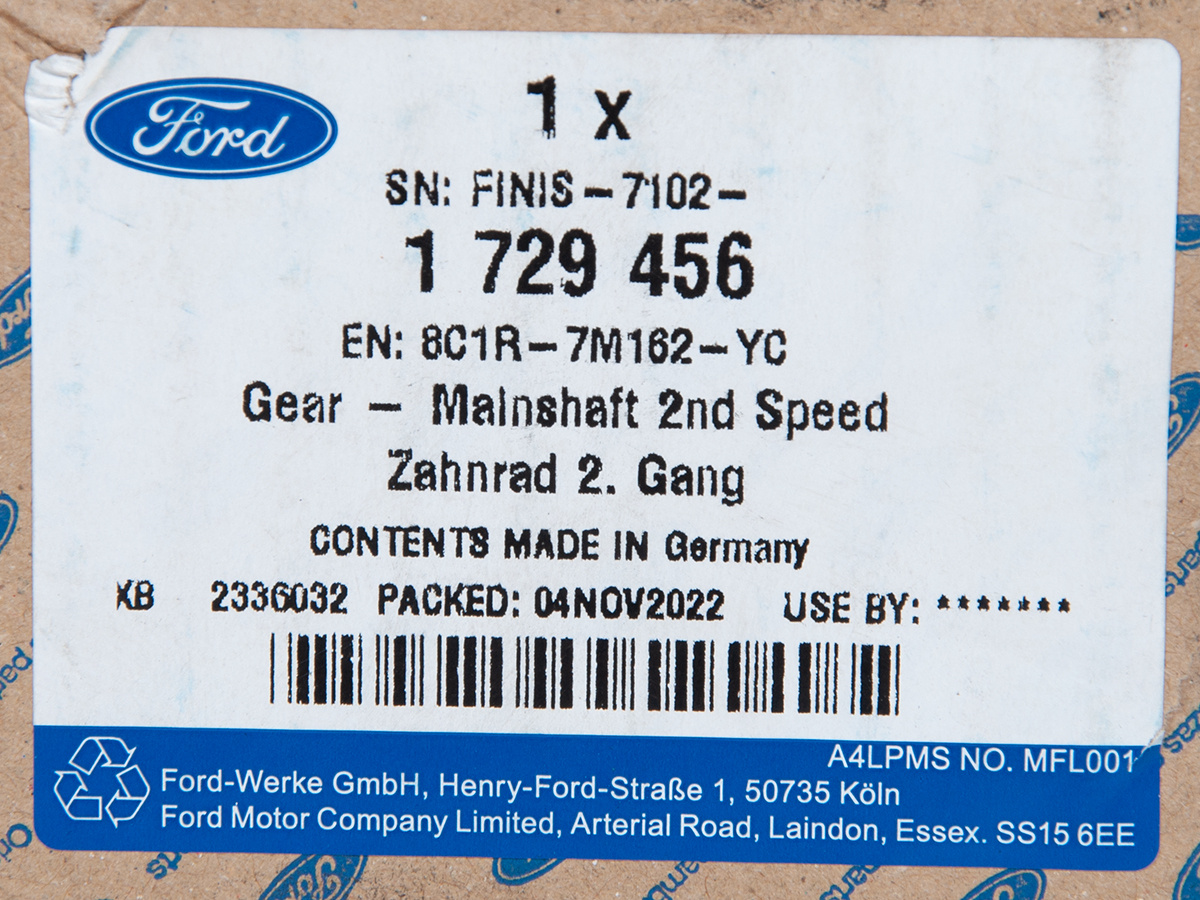 Ford
1 x
SN: FINIS-7102-
1 729 456
EN: 8C1R-7M162-YC
Gear - Mainshaft 2nd Speed
Zahnrad 2. Gang
CONTENTS MADE IN Germany
KB 2336032 PACKED: 04NOV2022 USE BY: *******
A4LPMS NO. MFL001
Ford-Werke GmbH, Henry-Ford-Straße 1, 50735 Köln
Ford Motor Company Limited, Arterial Road, Laindon, Essex. SS15 6EE